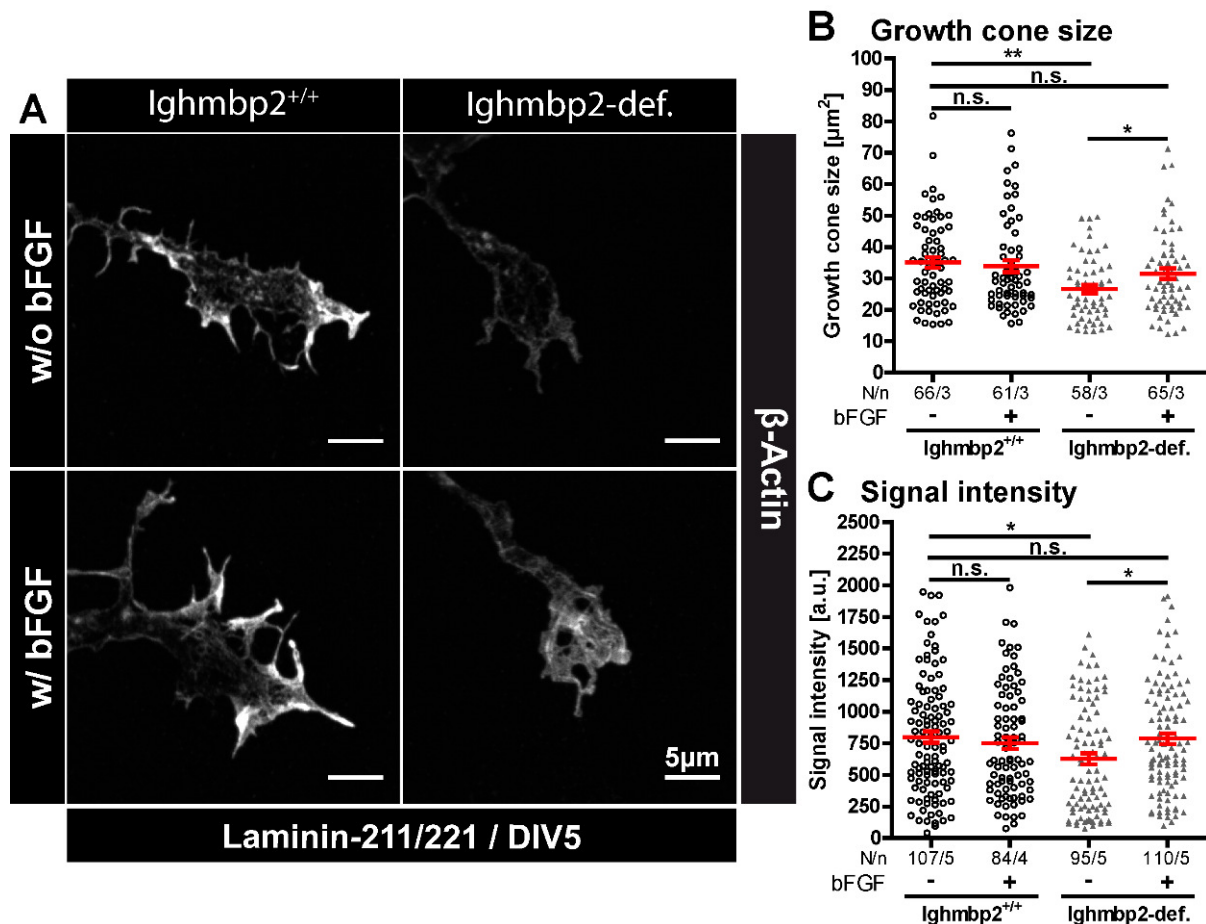 A
Ighmbp2+/+
Ighmbp2-def.
w/o bFGF
w/ bFGF
β-Actin
5µm
Laminin-211/221 / DIV5
B Growth cone size
**
n.s.
n.s.
*
Growth cone size [µm²]
100
90
80
70
60
50
40
30
20
10
0
N/n 66/3 61/3 58/3 65/3
bFGF - + - +
Ighmbp2+/+ Ighmbp2-def.
C Signal intensity
*
n.s.
n.s.
*
Signal intensity [a.u.]
2500
2250
2000
1750
1500
1250
1000
750
500
250
0
N/n 107/5 84/4 95/5 110/5
bFGF - + - +
Ighmbp2+/+ Ighmbp2-def.